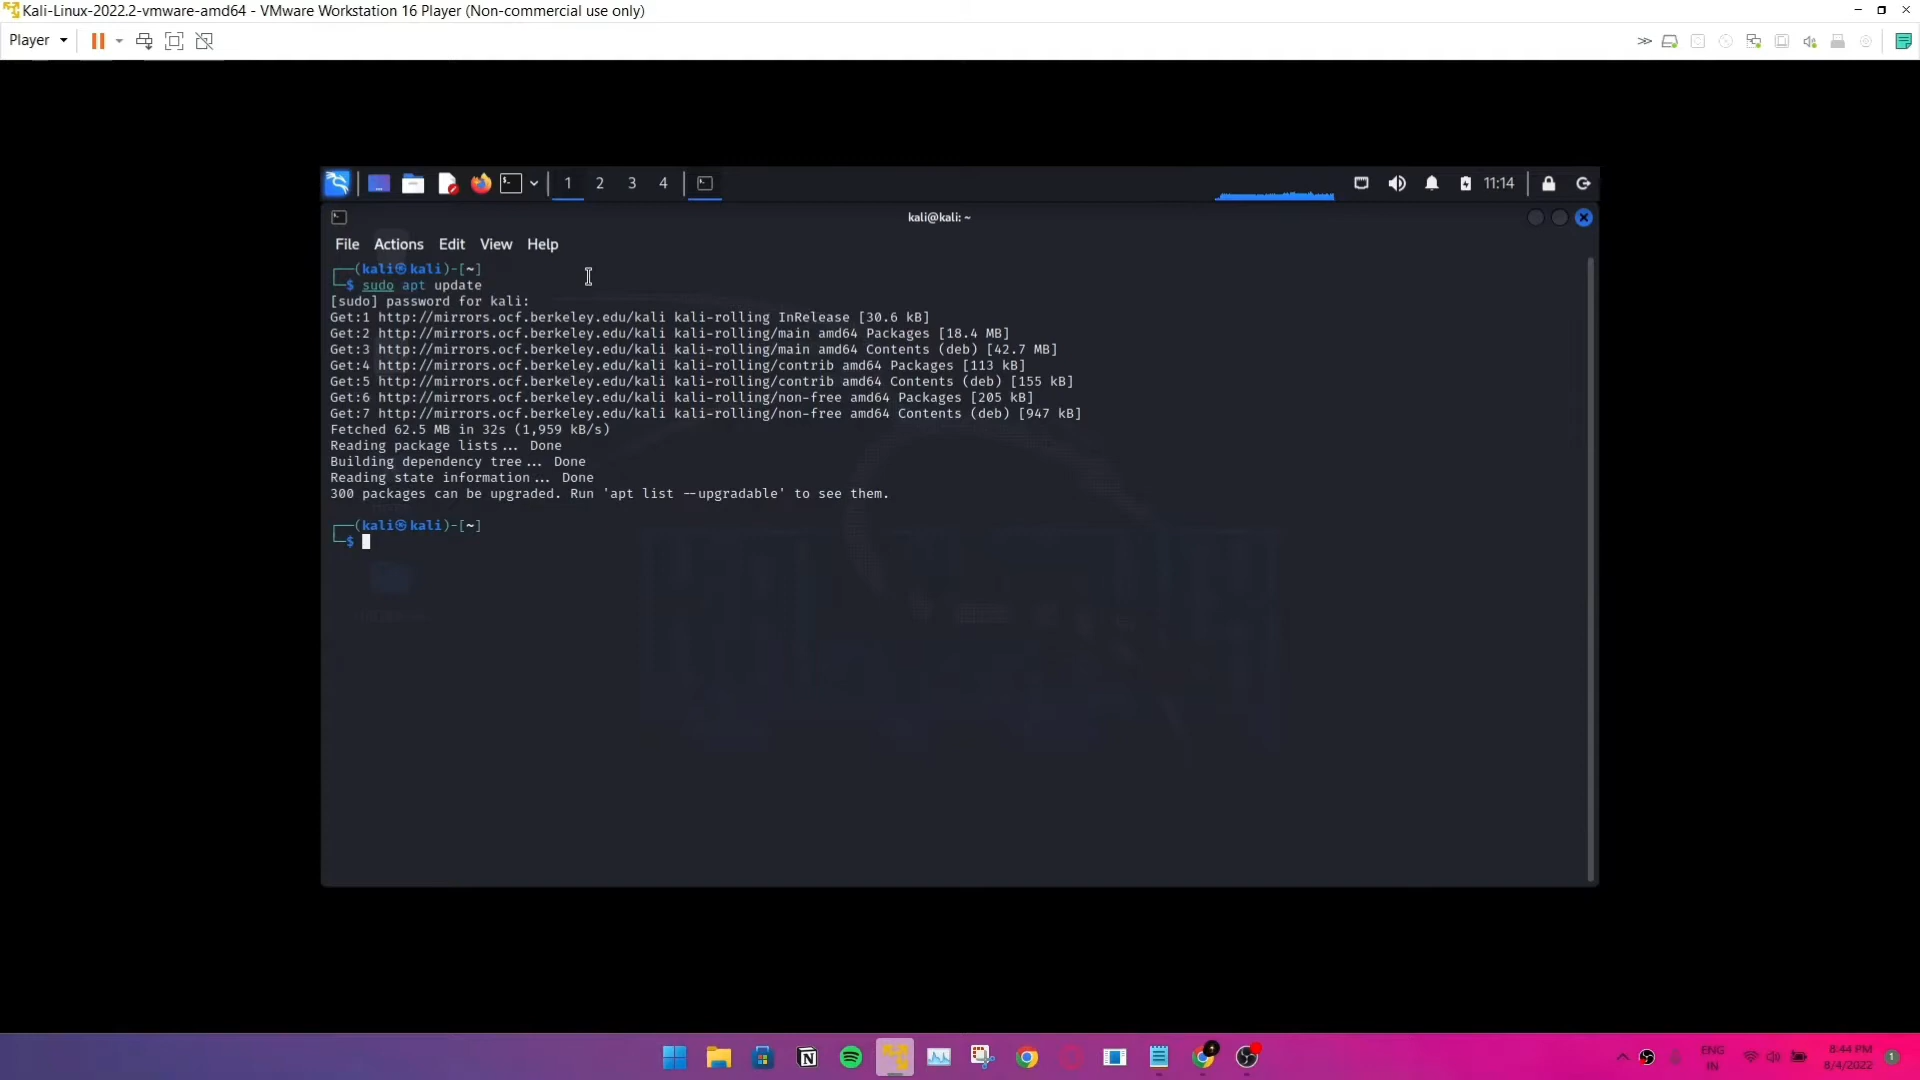 Kali-Linux-2022.2-vmware-amd64 - VMware Workstation 16 Player (Non-commercial use only)
Player
1 2 3 4
11:14
kali@kali: ~
File Actions Edit View Help
┌──(kali㉿kali)-[~]
└─$ sudo apt update
[sudo] password for kali:
Get:1 http://mirrors.ocf.berkeley.edu/kali kali-rolling InRelease [30.6 kB]
Get:2 http://mirrors.ocf.berkeley.edu/kali kali-rolling/main amd64 Packages [18.4 MB]
Get:3 http://mirrors.ocf.berkeley.edu/kali kali-rolling/main amd64 Contents (deb) [42.7 MB]
Get:4 http://mirrors.ocf.berkeley.edu/kali kali-rolling/contrib amd64 Packages [113 kB]
Get:5 http://mirrors.ocf.berkeley.edu/kali kali-rolling/contrib amd64 Contents (deb) [155 kB]
Get:6 http://mirrors.ocf.berkeley.edu/kali kali-rolling/non-free amd64 Packages [205 kB]
Get:7 http://mirrors.ocf.berkeley.edu/kali kali-rolling/non-free amd64 Contents (deb) [947 kB]
Fetched 62.5 MB in 32s (1,959 kB/s)
Reading package lists... Done
Building dependency tree... Done
Reading state information... Done
300 packages can be upgraded. Run 'apt list --upgradable' to see them.
┌──(kali㉿kali)-[~]
└─$
ENG
IN
8:44 PM
8/4/2022
1